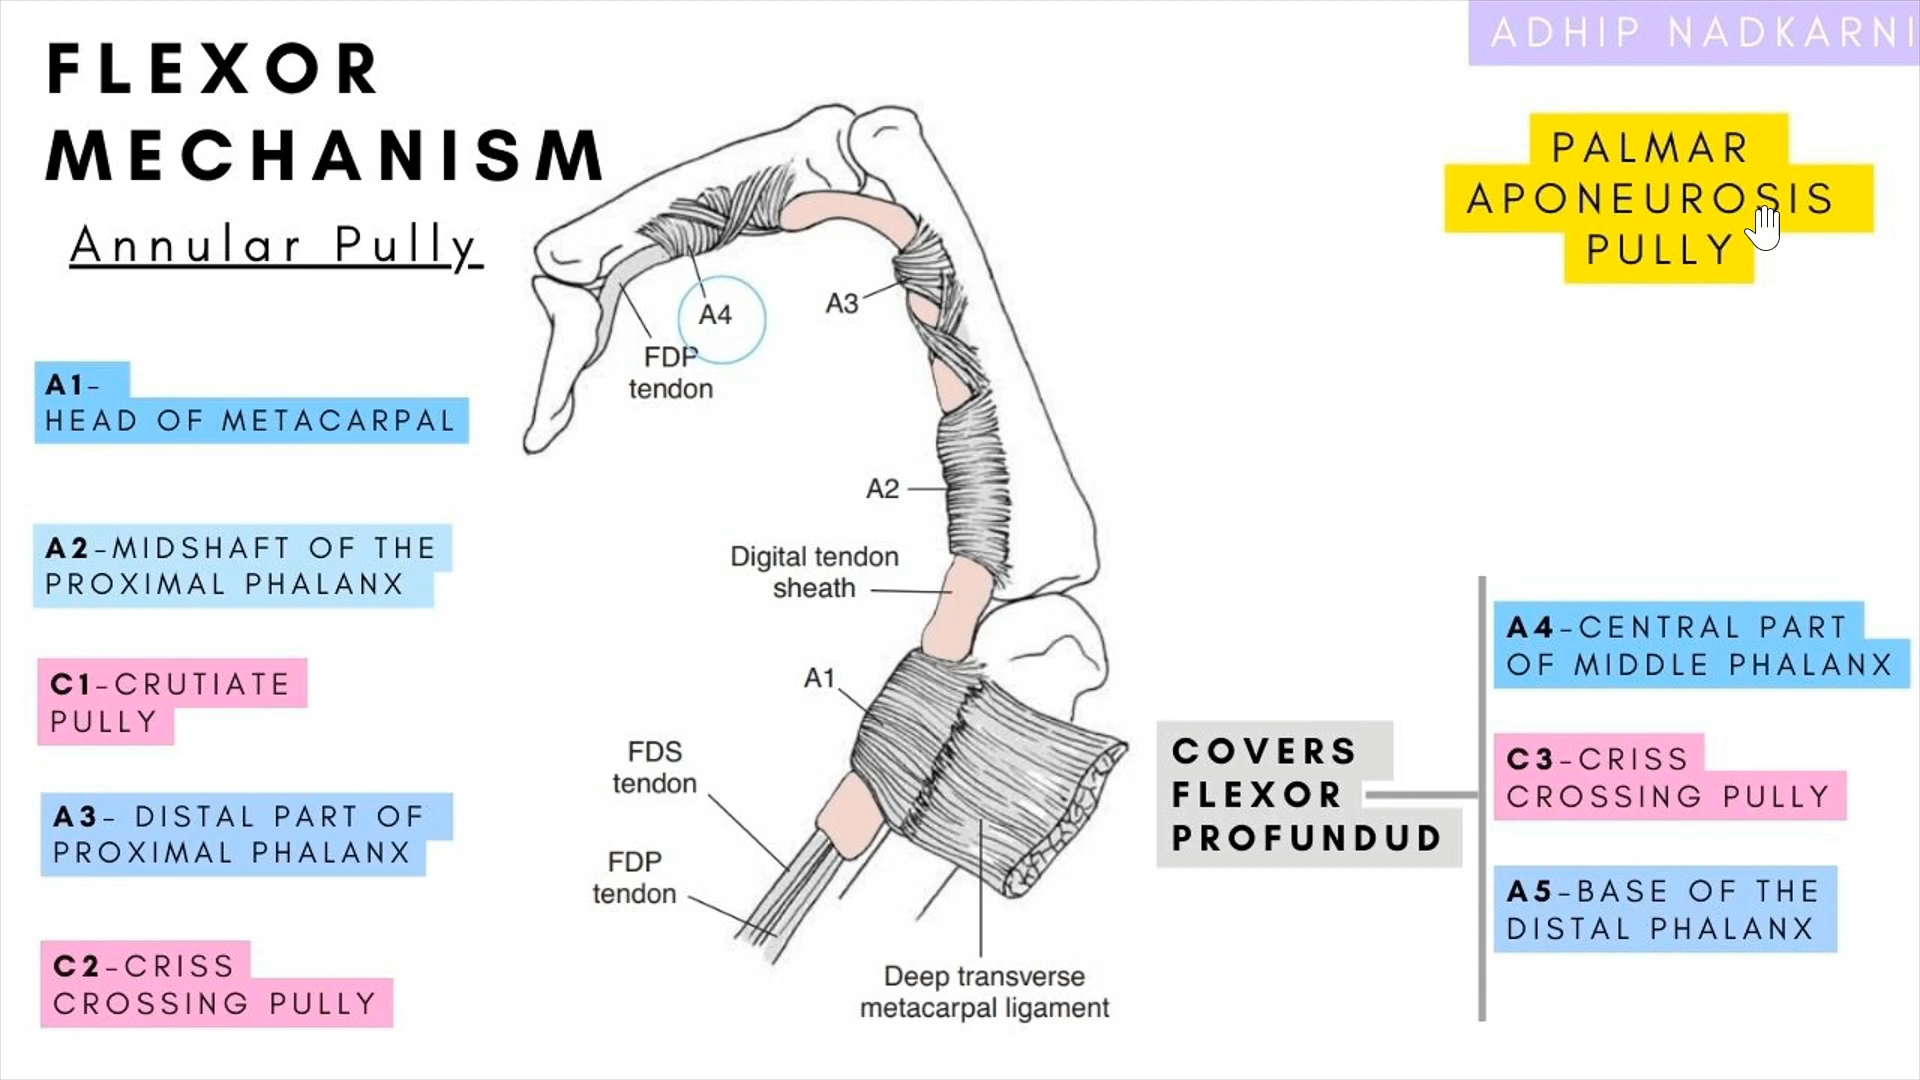 FLEXOR
MECHANISM
Annular Pully
A1-
HEAD OF METACARPAL
A2-MIDSHAFT OF THE
PROXIMAL PHALANX
C1-CRUTIATE
PULLY
A3- DISTAL PART OF
PROXIMAL PHALANX
C2-CRISS
CROSSING PULLY
A4
A3
FDP
tendon
A2
Digital tendon
sheath
A1
FDS
tendon
FDP
tendon
Deep transverse
metacarpal ligament
ADHIP NADKARNI
PALMAR
APONEUROSIS
PULLY
COVERS
FLEXOR
PROFUNDUD
A4-CENTRAL PART
OF MIDDLE PHALANX
C3-CRISS
CROSSING PULLY
A5-BASE OF THE
DISTAL PHALANX